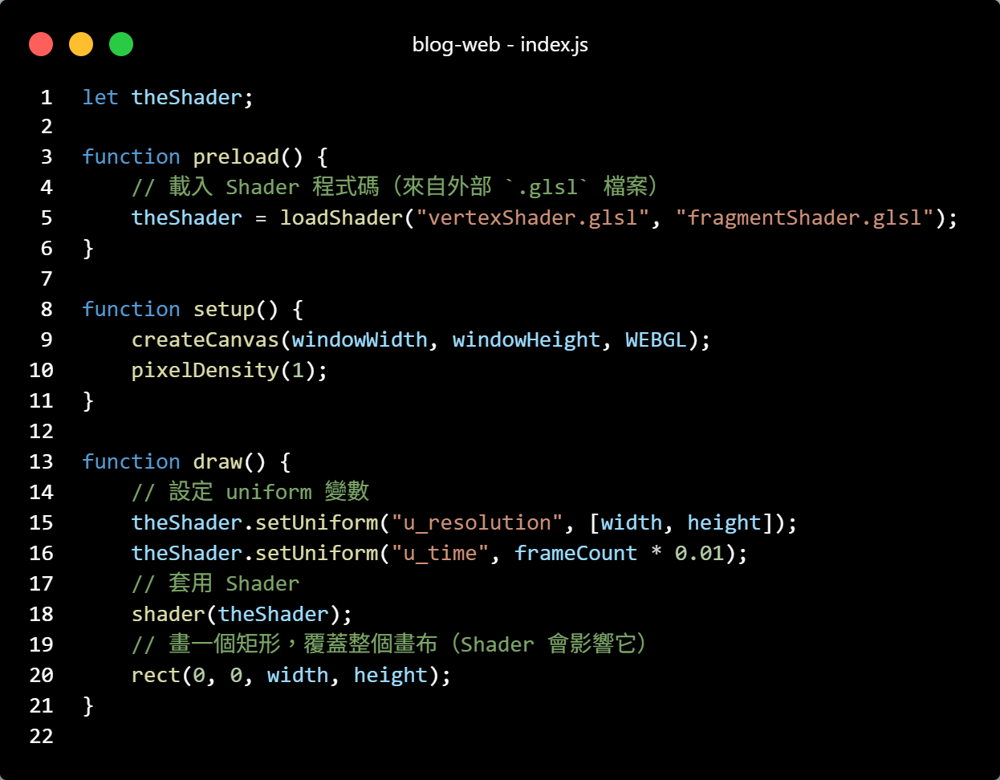 blog-web - index.js
1 let theShader;
2
3 function preload() {
4     // 載入 Shader 程式碼（來自外部 `.glsl` 檔案）
5     theShader = loadShader("vertexShader.glsl", "fragmentShader.glsl");
6 }
7
8 function setup() {
9     createCanvas(windowWidth, windowHeight, WEBGL);
10     pixelDensity(1);
11 }
12
13 function draw() {
14     // 設定 uniform 變數
15     theShader.setUniform("u_resolution", [width, height]);
16     theShader.setUniform("u_time", frameCount * 0.01);
17     // 套用 Shader
18     shader(theShader);
19     // 畫一個矩形，覆蓋整個畫布（Shader 會影響它）
20     rect(0, 0, width, height);
21 }
22